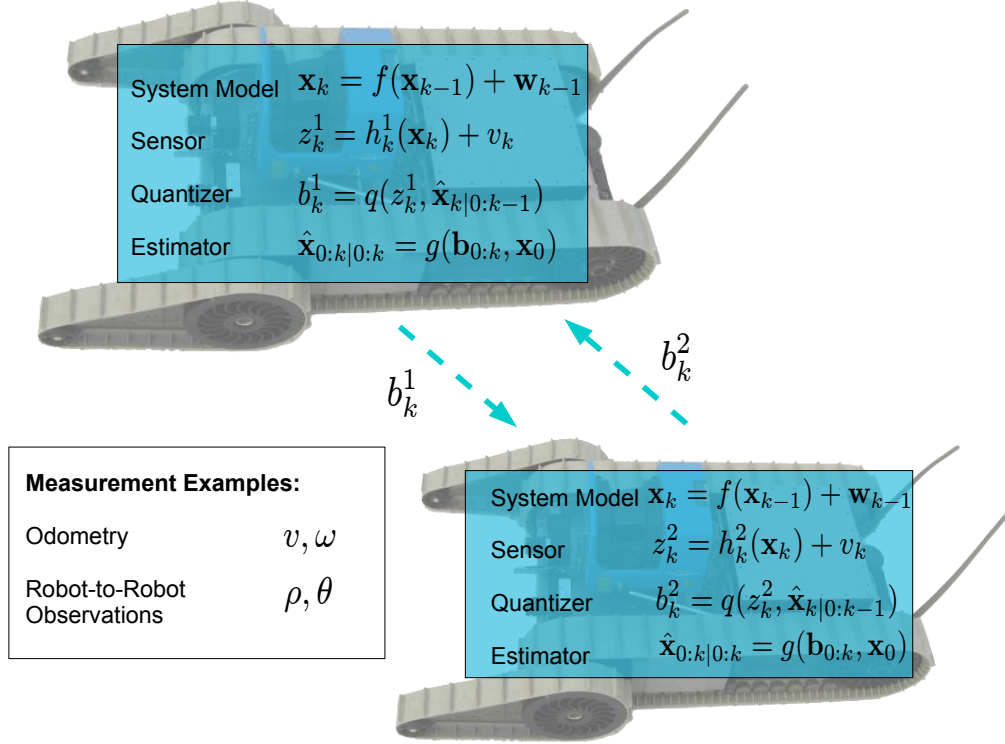 System Model $\mathbf{x}_k = f(\mathbf{x}_{k-1}) + \mathbf{w}_{k-1}$
Sensor $z_k^1 = h_k^1(\mathbf{x}_k) + v_k$
Quantizer $b_k^1 = q(z_k^1, \hat{\mathbf{x}}_{k|0:k-1})$
Estimator $\hat{\mathbf{x}}_{0:k|0:k} = g(\mathbf{b}_{0:k}, \mathbf{x}_0)$
$b_k^1$
$b_k^2$
Measurement Examples:
Odometry $v, \omega$
Robot-to-Robot
Observations $\rho, \theta$
System Model $\mathbf{x}_k = f(\mathbf{x}_{k-1}) + \mathbf{w}_{k-1}$
Sensor $z_k^2 = h_k^2(\mathbf{x}_k) + v_k$
Quantizer $b_k^2 = q(z_k^2, \hat{\mathbf{x}}_{k|0:k-1})$
Estimator $\hat{\mathbf{x}}_{0:k|0:k} = g(\mathbf{b}_{0:k}, \mathbf{x}_0)$